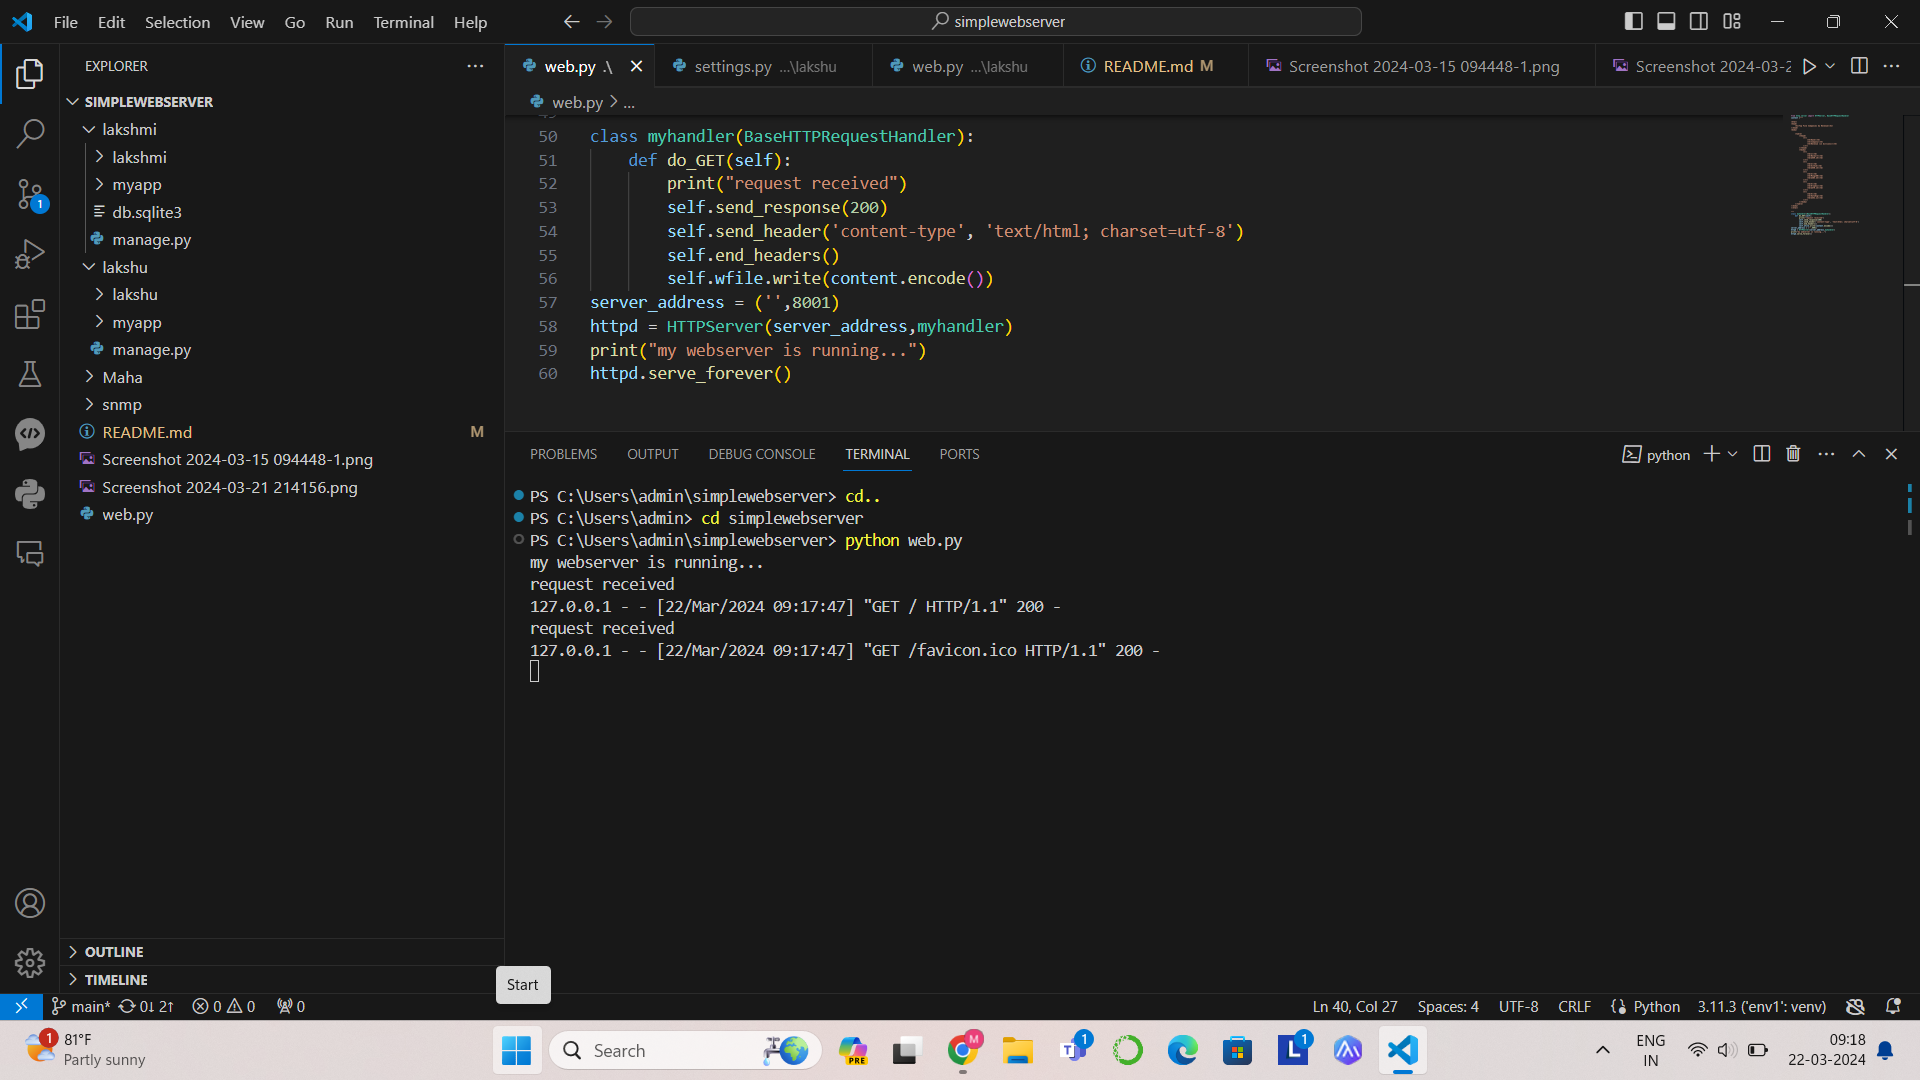 File Edit Selection View Go Run Terminal Help
simplewebserver
EXPLORER
SIMPLEWEBSERVER
lakshmi
lakshmi
myapp
db.sqlite3
manage.py
lakshu
lakshu
myapp
manage.py
Maha
snmp
README.md M
Screenshot 2024-03-15 094448-1.png
Screenshot 2024-03-21 214156.png
web.py
OUTLINE
TIMELINE
web.py .\ settings.py ...\lakshu web.py ...\lakshu README.md M Screenshot 2024-03-15 094448-1.png Screenshot 2024-03-2
web.py > ...
50 class myhandler(BaseHTTPRequestHandler):
51 def do_GET(self):
52 print("request received")
53 self.send_response(200)
54 self.send_header('content-type', 'text/html; charset=utf-8')
55 self.end_headers()
56 self.wfile.write(content.encode())
57 server_address = ('',8001)
58 httpd = HTTPServer(server_address,myhandler)
59 print("my webserver is running...")
60 httpd.serve_forever()
PROBLEMS OUTPUT DEBUG CONSOLE TERMINAL PORTS
python
PS C:\Users\admin\simplewebserver> cd..
PS C:\Users\admin> cd simplewebserver
PS C:\Users\admin\simplewebserver> python web.py
my webserver is running...
request received
127.0.0.1 - - [22/Mar/2024 09:17:47] "GET / HTTP/1.1" 200 -
request received
127.0.0.1 - - [22/Mar/2024 09:17:47] "GET /favicon.ico HTTP/1.1" 200 -
1
Start
main* 0↓ 2↑ 0 0 0
Ln 40, Col 27 Spaces: 4 UTF-8 CRLF Python 3.11.3 ('env1': venv)
1
81°F
Partly sunny
Search
PRE
M
1
1
ENG
IN
09:18
22-03-2024